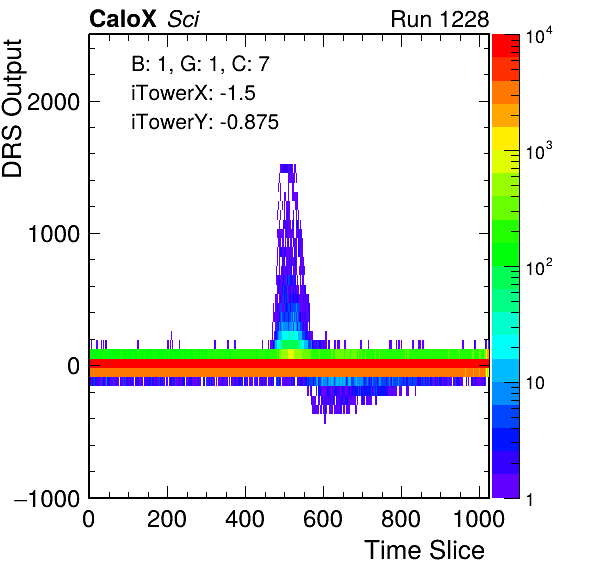 CaloX Sci Run 1228
B: 1, G: 1, C: 7
iTowerX: -1.5
iTowerY: -0.875
DRS Output
2000
1000
0
−1000
0 200 400 600 800 1000
Time Slice
10^4
10^3
10^2
10
1